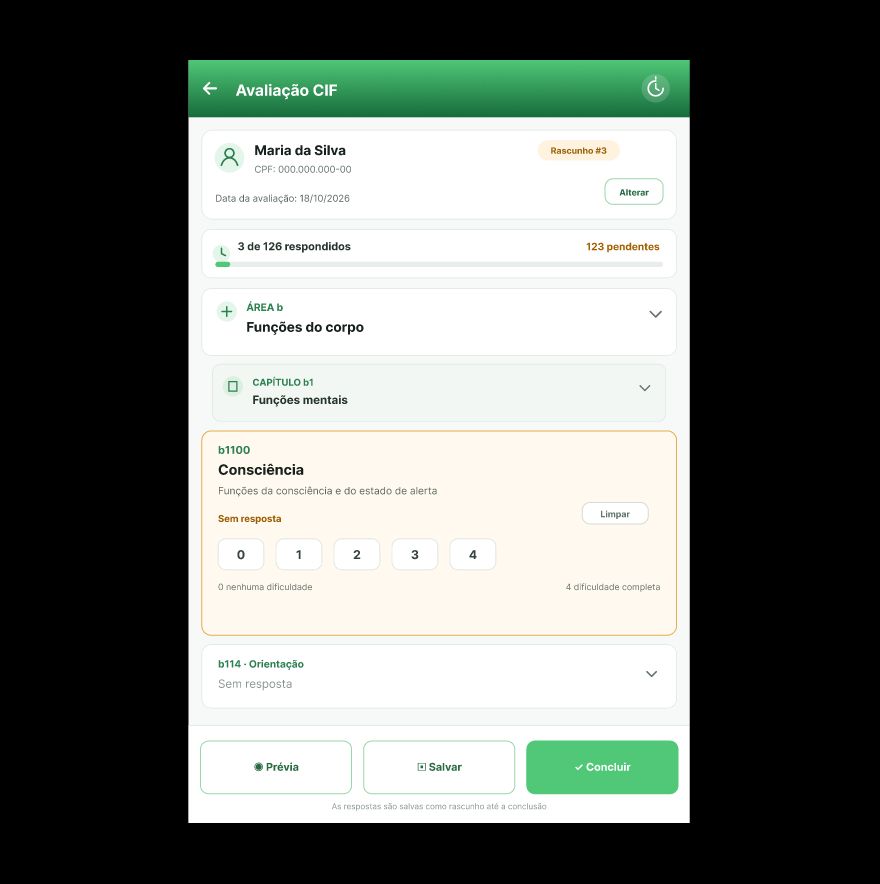 Avaliação CIF
Maria da Silva
Rascunho #3
CPF: 000.000.000-00
Alterar
Data da avaliação: 18/10/2026
3 de 126 respondidos
123 pendentes
ÁREA b
Funções do corpo
CAPÍTULO b1
Funções mentais
b1100
Consciência
Funções da consciência e do estado de alerta
Limpar
Sem resposta
0 1 2 3 4
0 nenhuma dificuldade
4 dificuldade completa
b114 · Orientação
Sem resposta
◉ Prévia
▣ Salvar
✓ Concluir
As respostas são salvas como rascunho até a conclusão